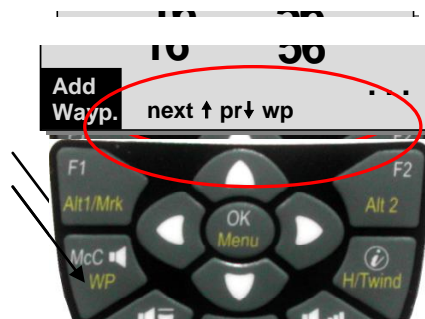 16 56
Add
Wayp.
next ↑ pr↓ wp
...
F1
F2
Alt1/Mrk
Alt 2
OK
Menu
McC
WP
i
H/Twind